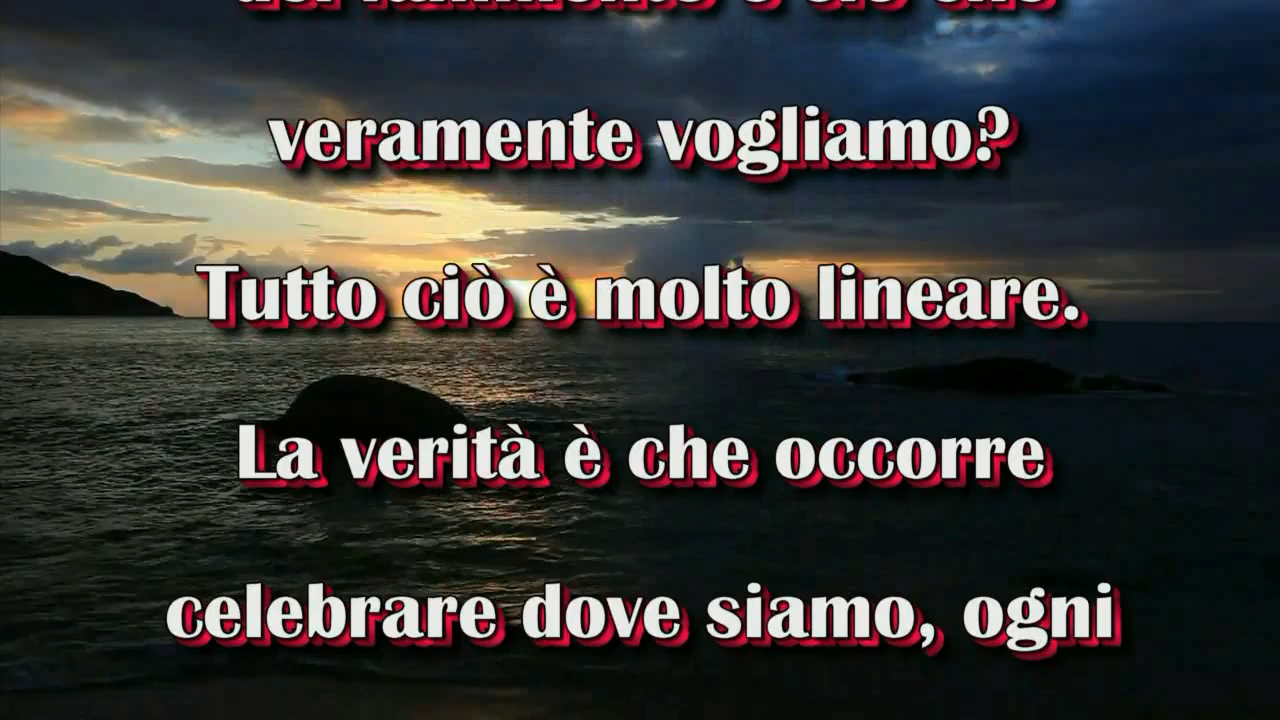 veramente vogliamo?
Tutto ciò è molto lineare.
La verità è che occorre
celebrare dove siamo, ogni